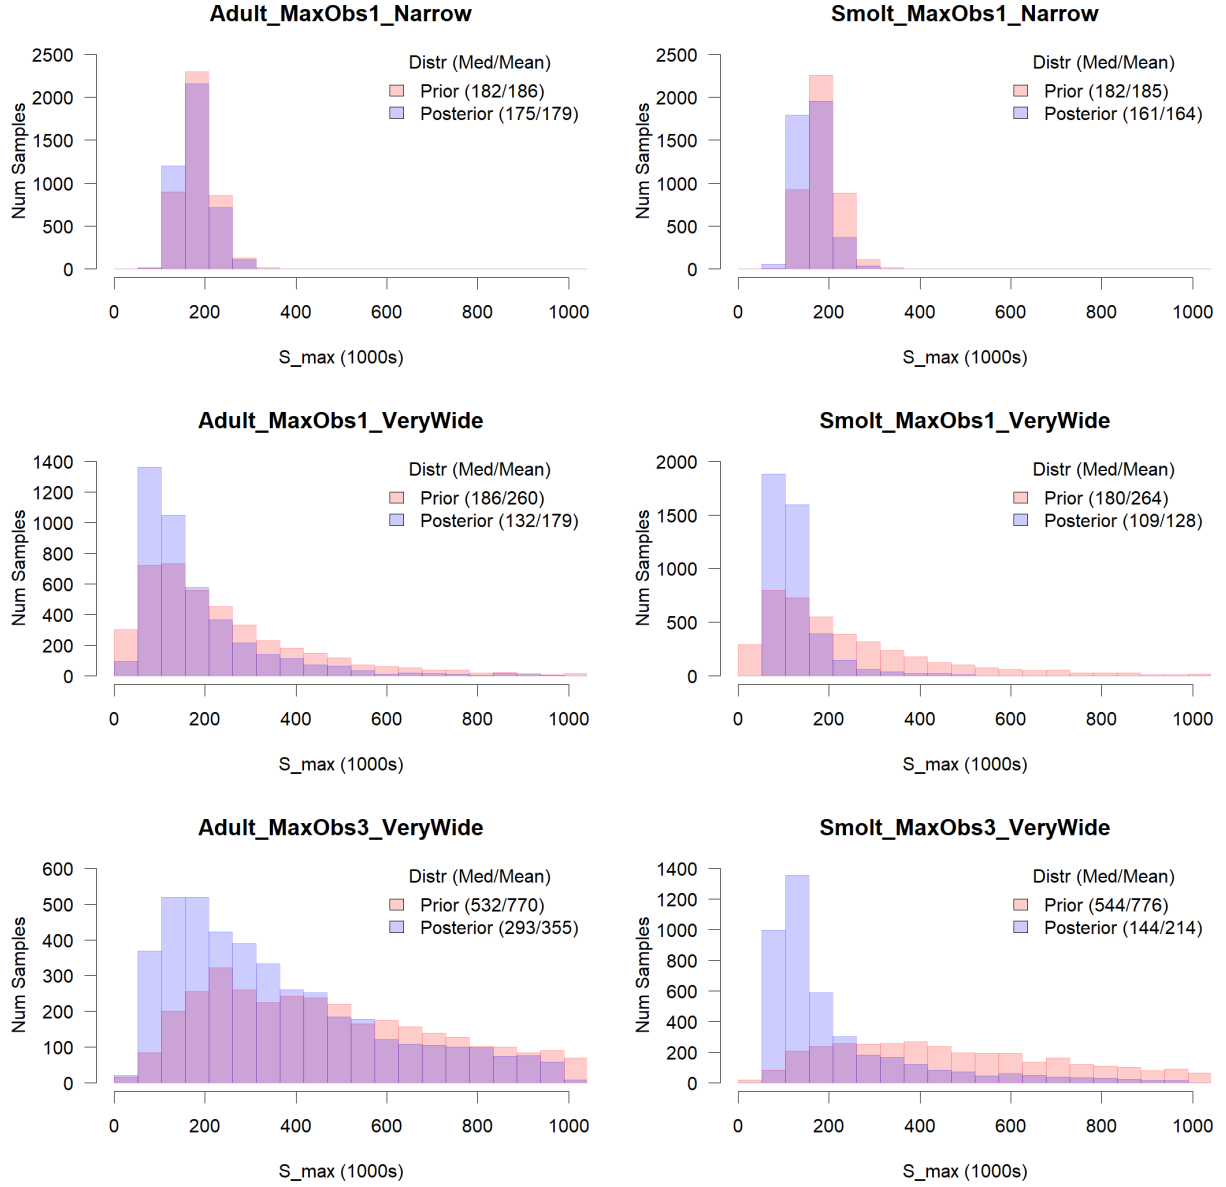 Adult_MaxObs1_Narrow
Num Samples
2500
2000
1500
1000
500
0
Distr (Med/Mean)
Prior (182/186)
Posterior (175/179)
0 200 400 600 800 1000
S_max (1000s)
Smolt_MaxObs1_Narrow
Num Samples
2500
2000
1500
1000
500
0
Distr (Med/Mean)
Prior (182/185)
Posterior (161/164)
0 200 400 600 800 1000
S_max (1000s)
Adult_MaxObs1_VeryWide
Num Samples
1400
1200
1000
800
600
400
200
0
Distr (Med/Mean)
Prior (186/260)
Posterior (132/179)
0 200 400 600 800 1000
S_max (1000s)
Smolt_MaxObs1_VeryWide
Num Samples
2000
1500
1000
500
0
Distr (Med/Mean)
Prior (180/264)
Posterior (109/128)
0 200 400 600 800 1000
S_max (1000s)
Adult_MaxObs3_VeryWide
Num Samples
600
500
400
300
200
100
0
Distr (Med/Mean)
Prior (532/770)
Posterior (293/355)
0 200 400 600 800 1000
S_max (1000s)
Smolt_MaxObs3_VeryWide
Num Samples
1400
1200
1000
800
600
400
200
0
Distr (Med/Mean)
Prior (544/776)
Posterior (144/214)
0 200 400 600 800 1000
S_max (1000s)